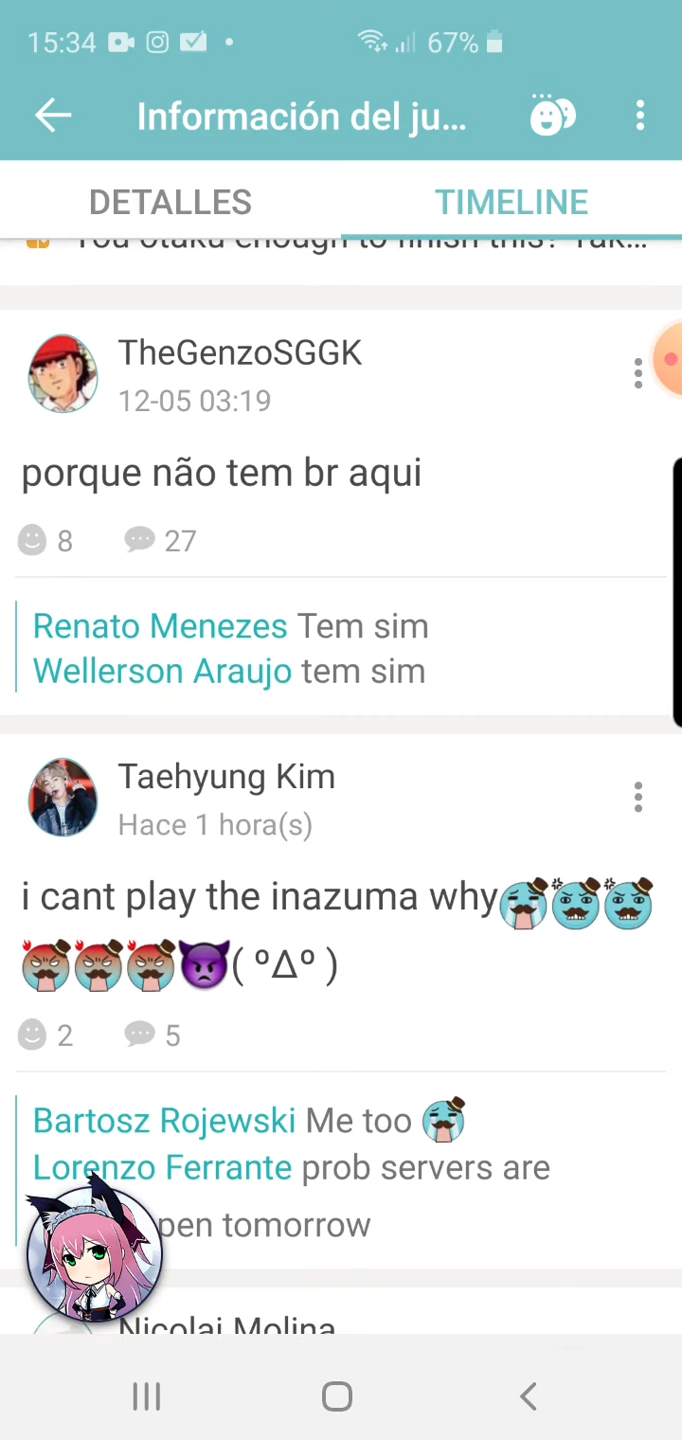 15:34
67%
Información del ju...
DETALLES
TIMELINE
You otaku enough to finish this? Tak...
TheGenzoSGGK
12-05 03:19
porque não tem br aqui
8
27
Renato Menezes Tem sim
Wellerson Araujo tem sim
Taehyung Kim
Hace 1 hora(s)
i cant play the inazuma why
( ºΔº )
2
5
Bartosz Rojewski Me too
Lorenzo Ferrante prob servers are
pen tomorrow
Nicolai Molina